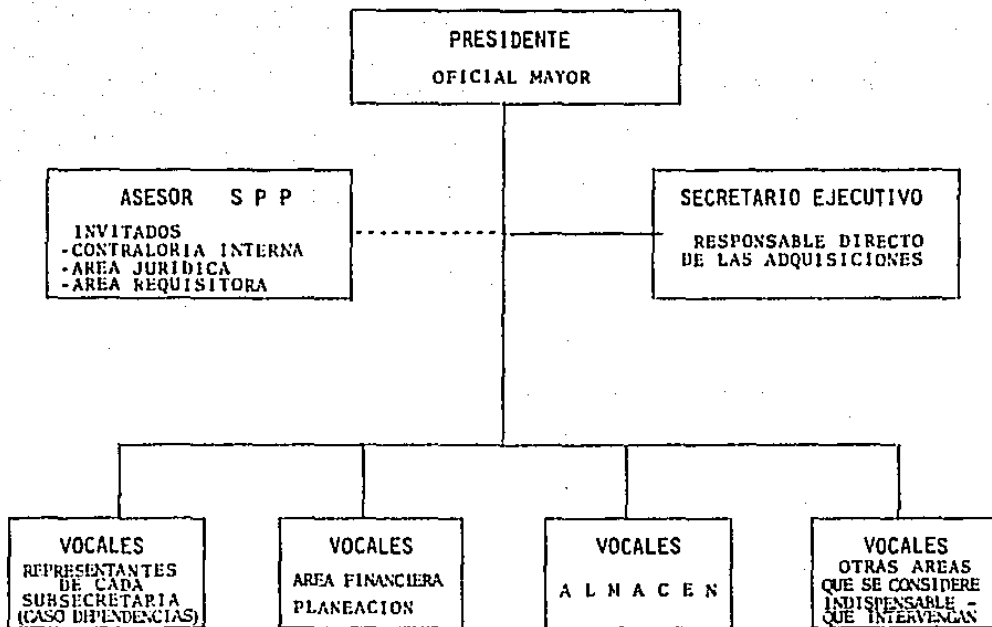 PRESIDENTE
OFICIAL MAYOR
ASESOR S P P
INVITADOS
-CONTRALORIA INTERNA
-AREA JURIDICA
-AREA REQUISITORA
SECRETARIO EJECUTIVO
RESPONSABLE DIRECTO
DE LAS ADQUISICIONES
VOCALES
REPRESENTANTES
DE CADA
SUBSECRETARIA
(CASO DEPENDENCIAS)
VOCALES
AREA FINANCIERA
PLANEACION
VOCALES
A L M A C E N
VOCALES
OTRAS AREAS
QUE SE CONSIDERE
INDISPENSABLE -
QUE INTERVENGAN